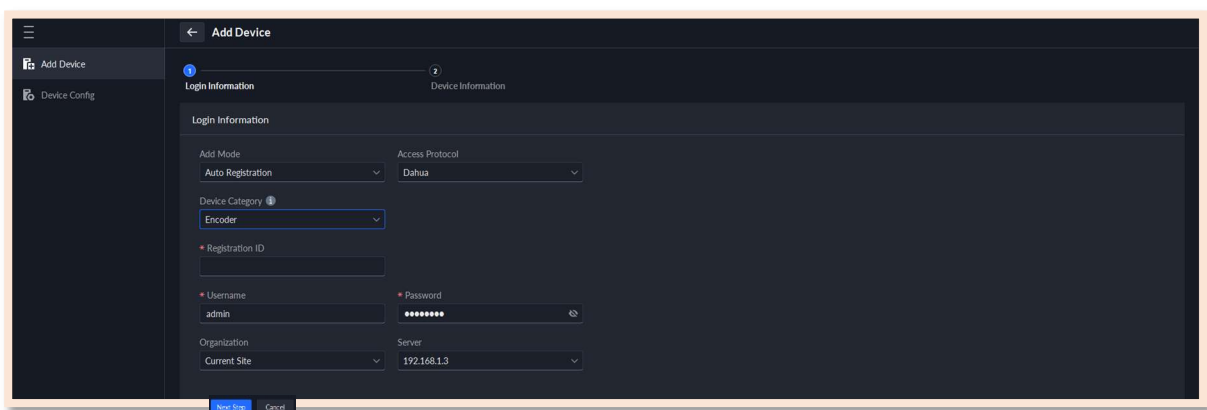 Add Device
Add Device
Device Config
1
2
Login Information
Device Information
Login Information
Add Mode
Access Protocol
Auto Registration
Dahua
Device Category
Encoder
* Registration ID
* Username
* Password
admin
••••••••
Organization
Server
Current Site
192.168.1.3
Next Step
Cancel